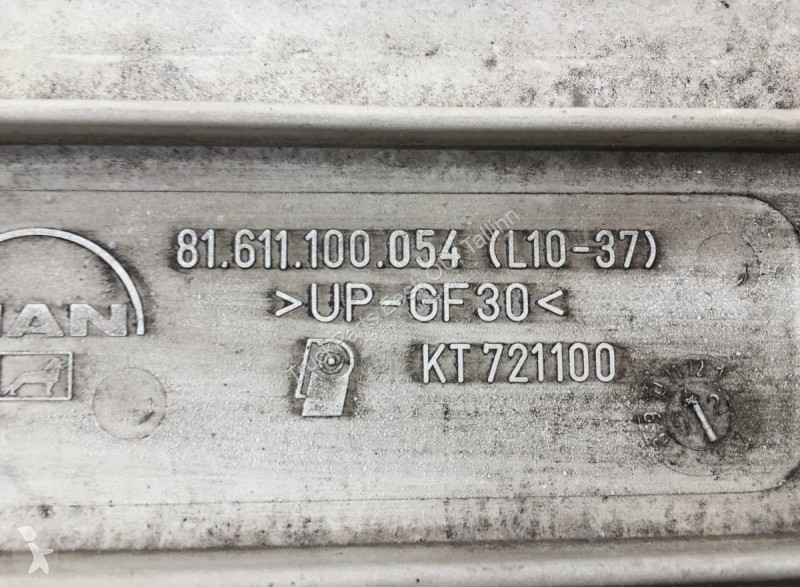 81.611.100.054 (L10-37)
MAN
>UP-GF30<
KT 721100